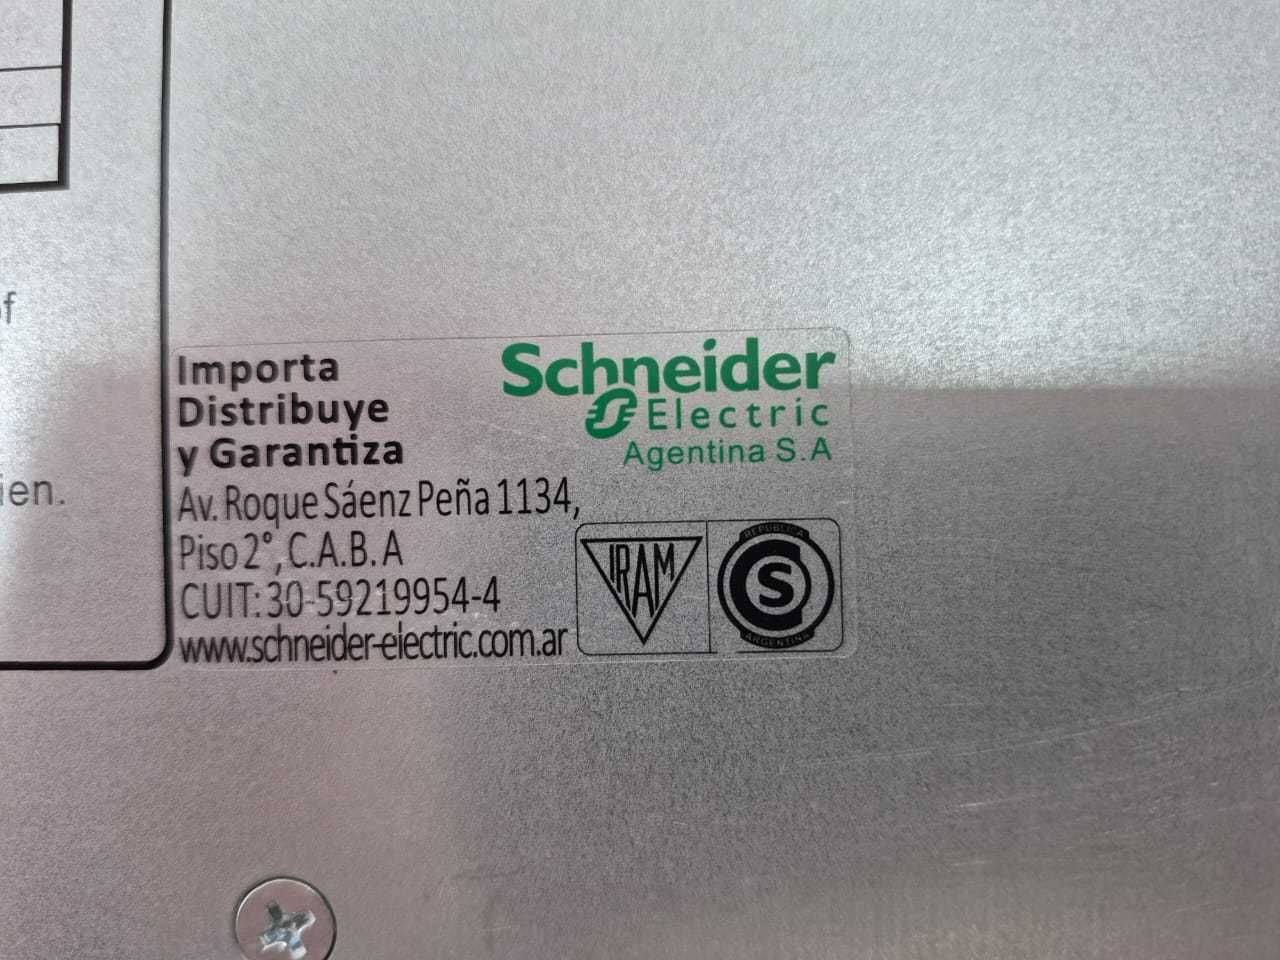 of
ien.
Importa
Distribuye
y Garantiza
Av. Roque Sáenz Peña 1134,
Piso 2°, C.A.B.A
CUIT: 30-59219954-4
www.schneider-electric.com.ar
Schneider
Electric
Agentina S.A
IRAM
REPUBLICA
S
ARGENTINA